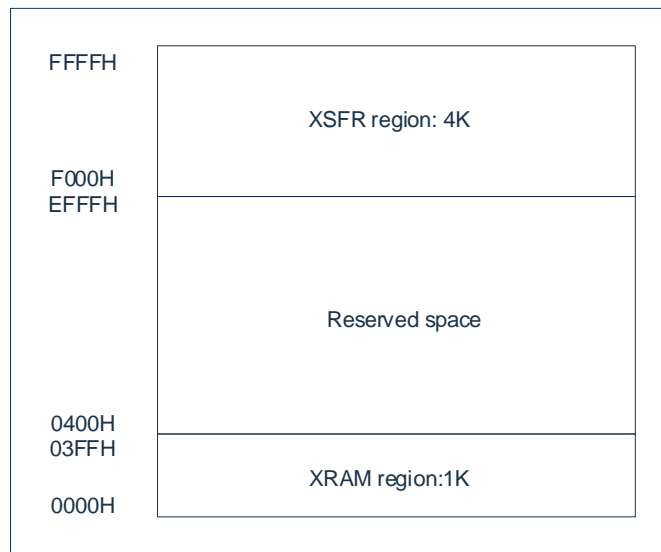 FFFFH
XSFR region: 4K
F000H
EFFFH
Reserved space
0400H
03FFH
XRAM region:1K
0000H